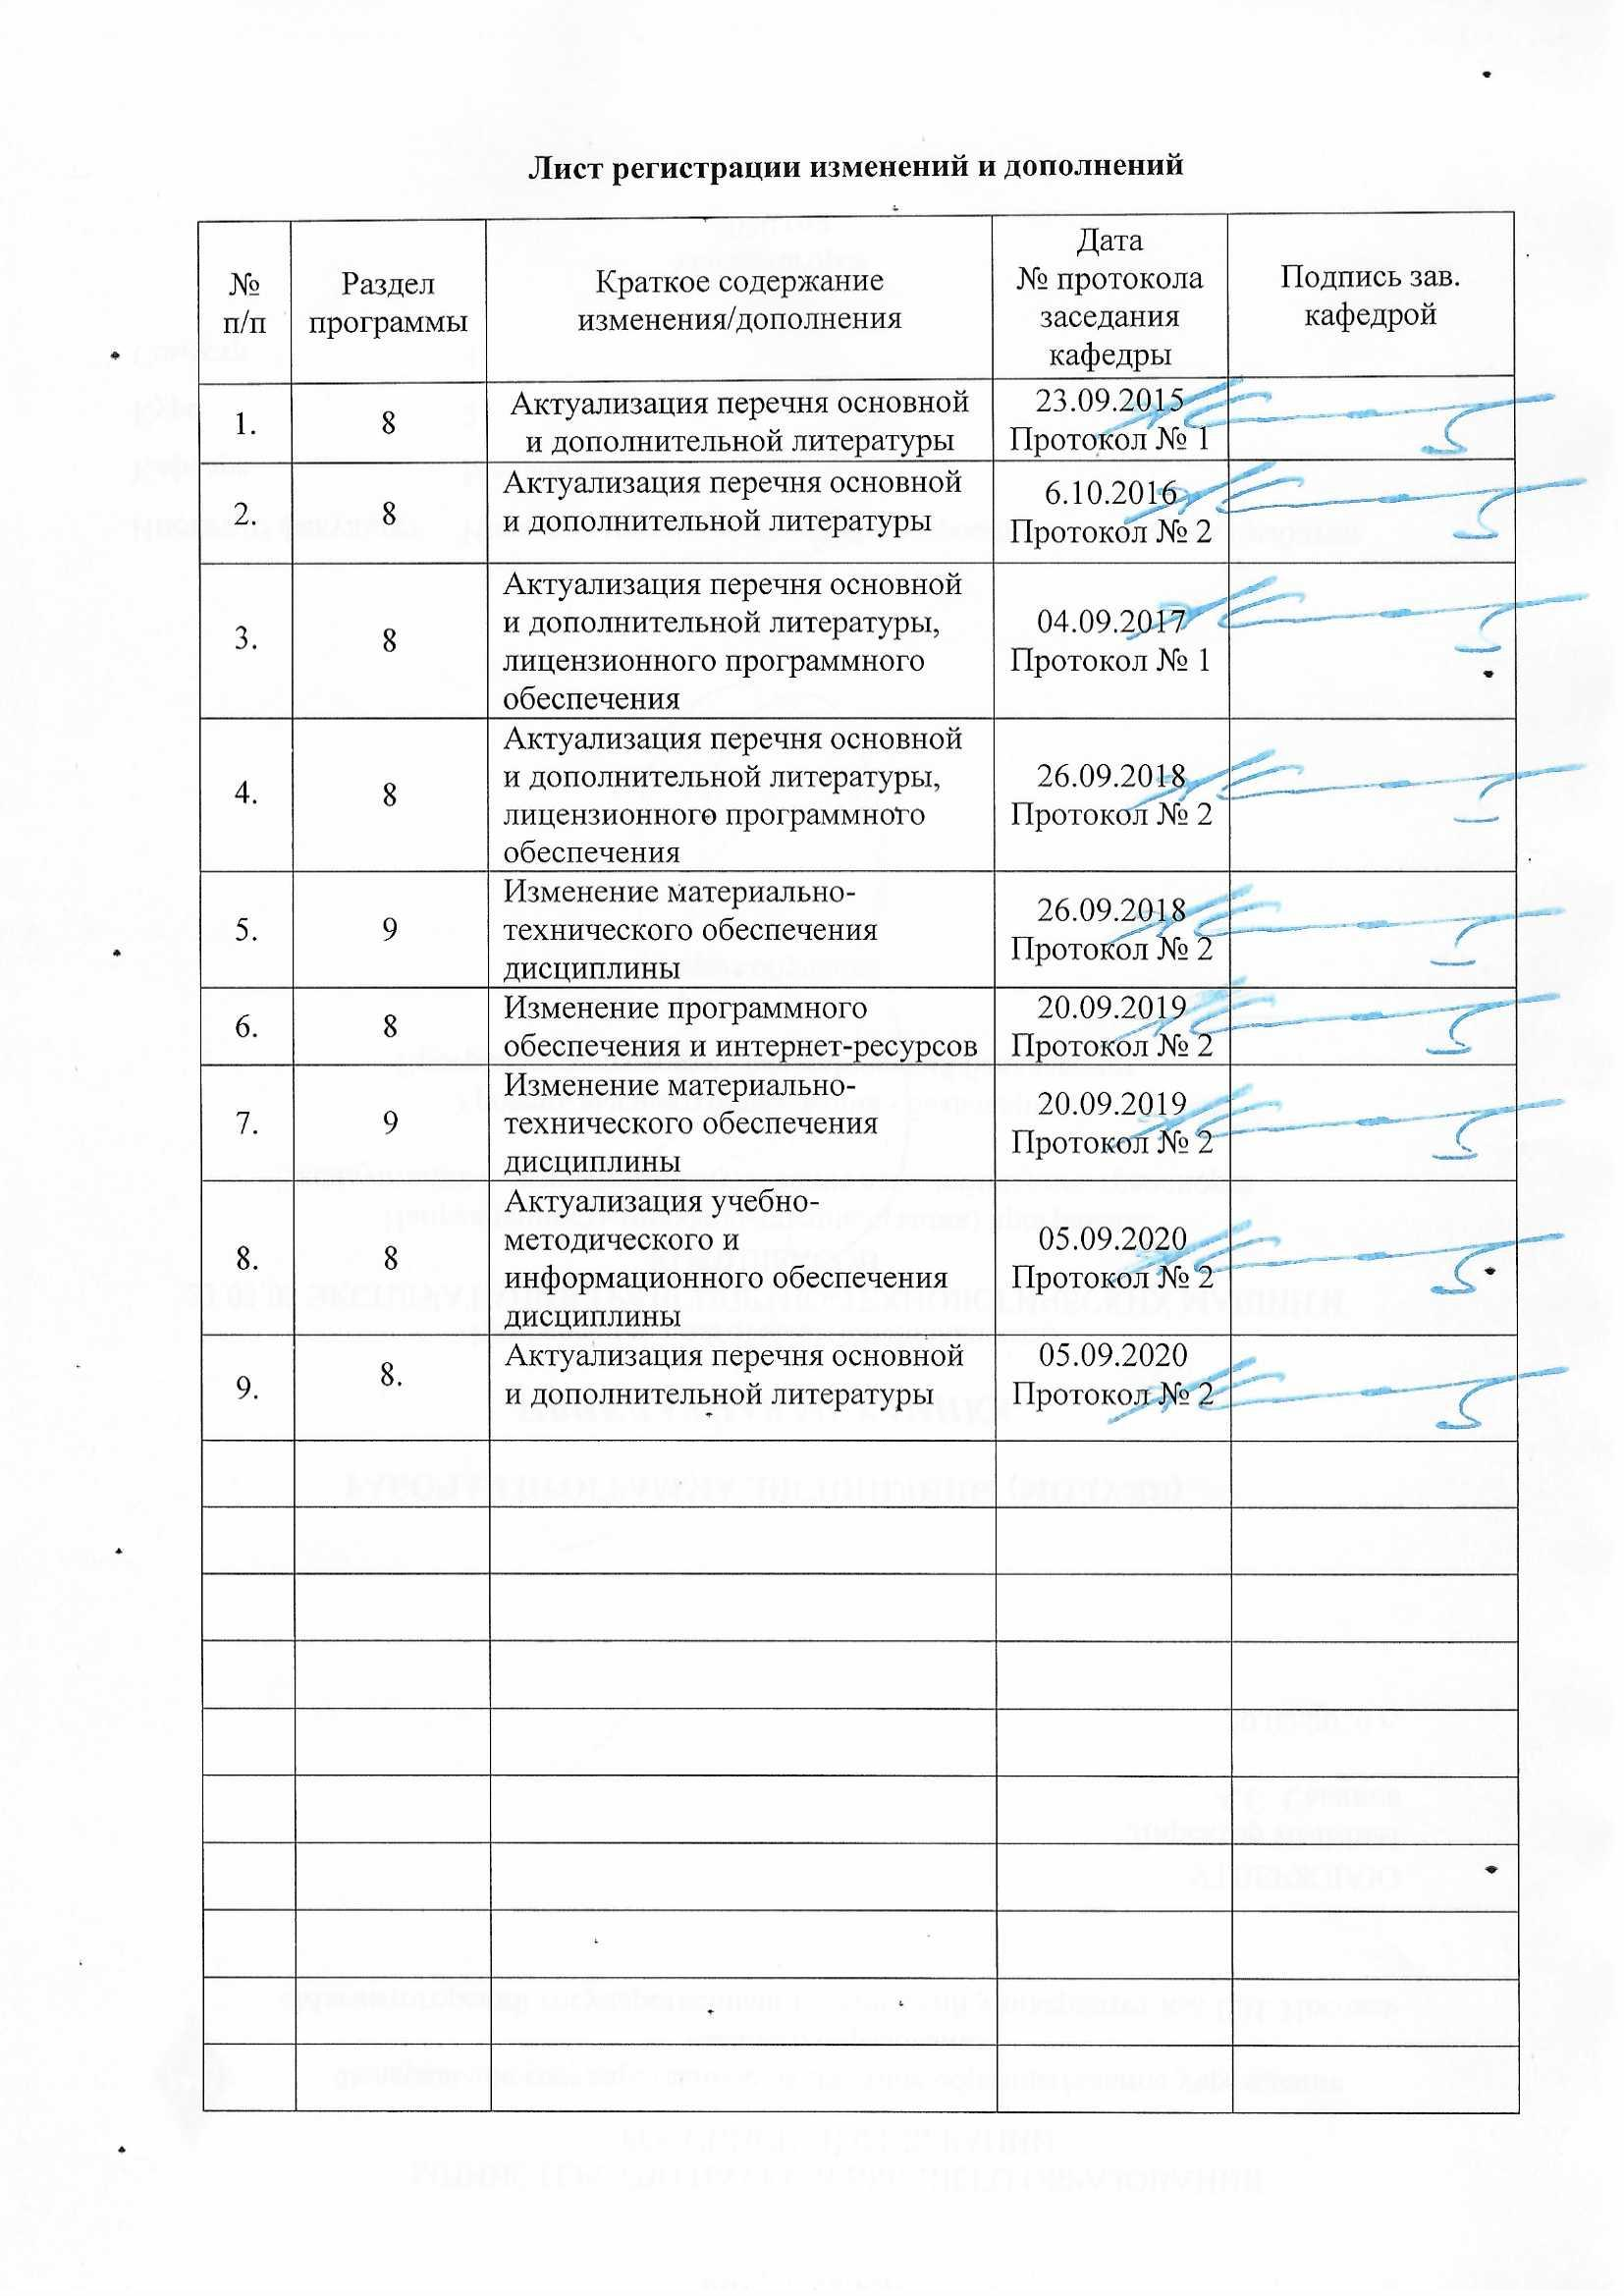 Лист регистрации изменений и дополнений
№
п/п
Раздел
программы
Краткое содержание
изменения/дополнения
Дата
№ протокола
заседания
кафедры
Подпись зав.
кафедрой
1.
8
Актуализация перечня основной
и дополнительной литературы
23.09.2015
Протокол № 1
2.
8
Актуализация перечня основной
и дополнительной литературы
6.10.2016
Протокол № 2
3.
8
Актуализация перечня основной
и дополнительной литературы,
лицензионного программного
обеспечения
04.09.2017
Протокол № 1
4.
8
Актуализация перечня основной
и дополнительной литературы,
лицензионного программного
обеспечения
26.09.2018
Протокол № 2
5.
9
Изменение материально-
технического обеспечения
дисциплины
26.09.2018
Протокол № 2
6.
8
Изменение программного
обеспечения и интернет-ресурсов
20.09.2019
Протокол № 2
7.
9
Изменение материально-
технического обеспечения
дисциплины
20.09.2019
Протокол № 2
8.
8
Актуализация учебно-
методического и
информационного обеспечения
дисциплины
05.09.2020
Протокол № 2
9.
8.
Актуализация перечня основной
и дополнительной литературы
05.09.2020
Протокол № 2